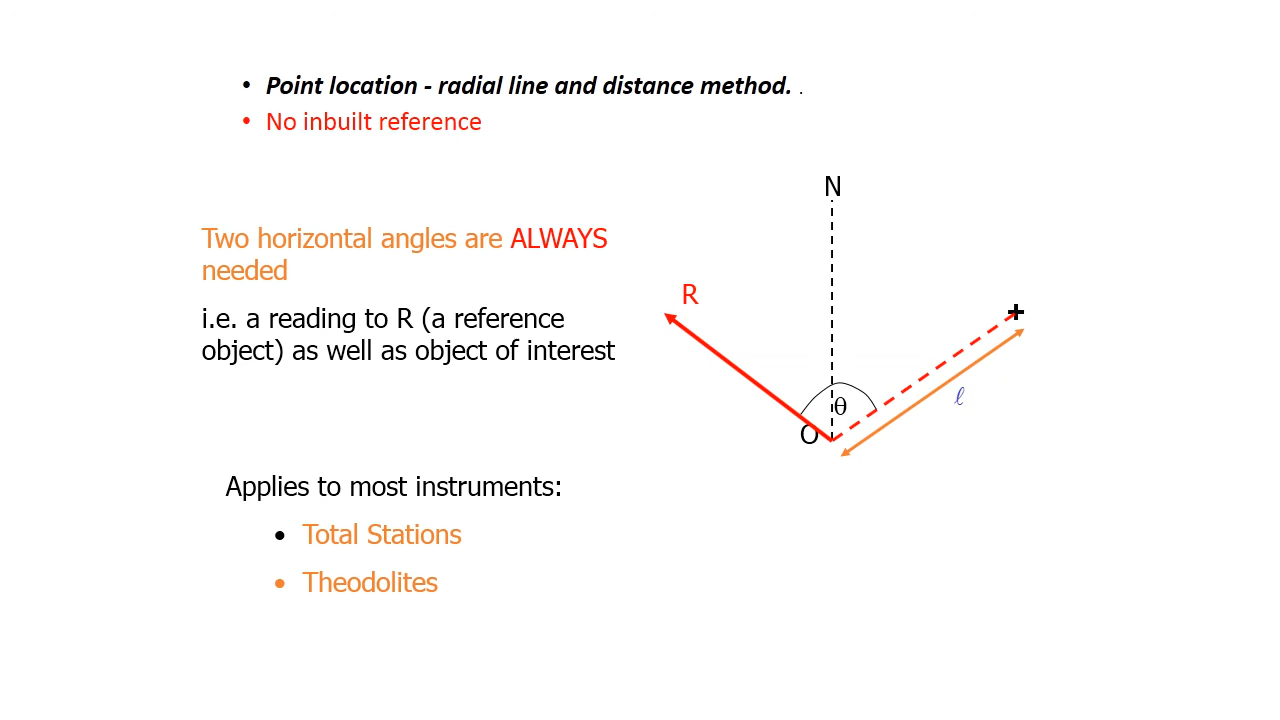 • Point location - radial line and distance method. .
• No inbuilt reference
N
Two horizontal angles are ALWAYS
needed
R
i.e. a reading to R (a reference
object) as well as object of interest
ℓ
θ
O
Applies to most instruments:
• Total Stations
• Theodolites